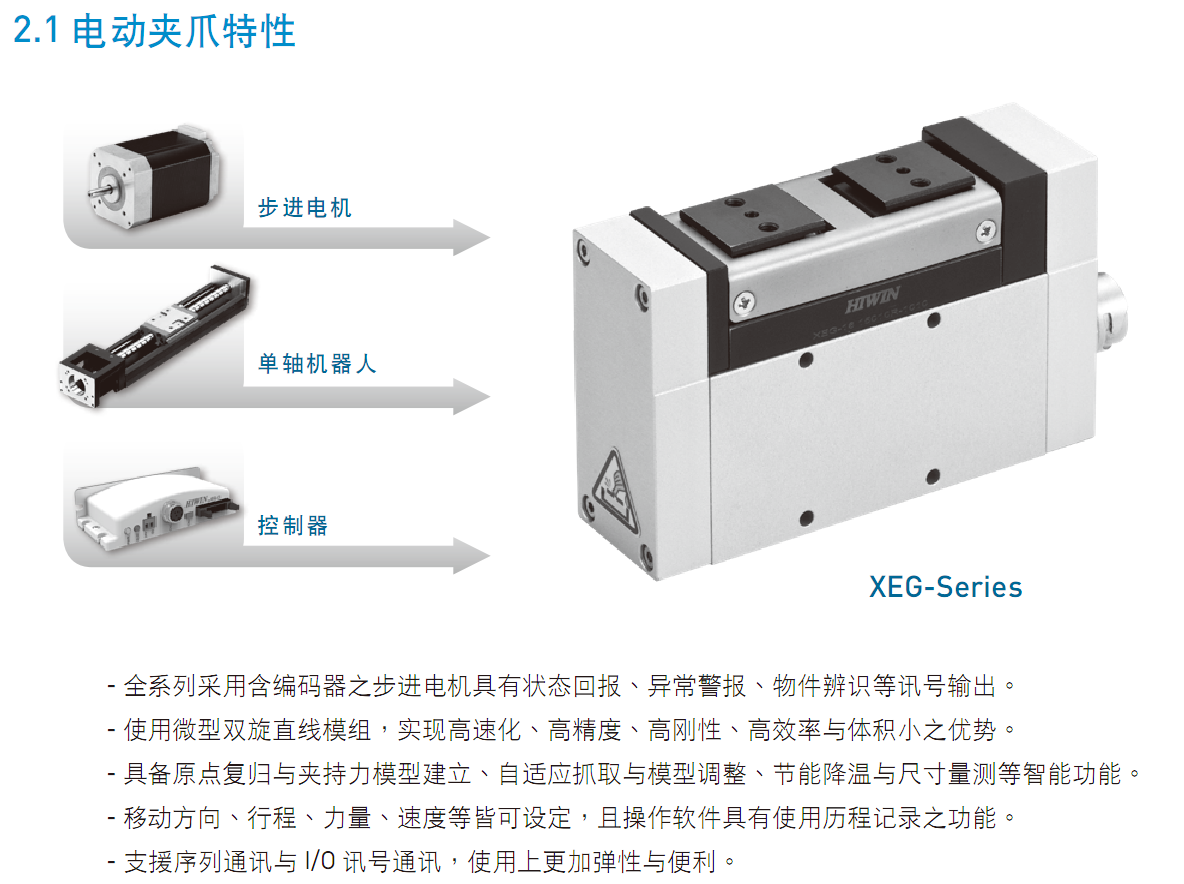 2.1 电动夹爪特性
步进电机
单轴机器人
HIWIN
HIWIN
控制器
XEG-Series
- 全系列采用含编码器之步进电机具有状态回报、异常警报、物件辨识等讯号输出。
- 使用微型双旋直线模组，实现高速化、高精度、高刚性、高效率与体积小之优势。
- 具备原点复归与夹持力模型建立、自适应抓取与模型调整、节能降温与尺寸量测等智能功能。
- 移动方向、行程、力量、速度等皆可设定，且操作软件具有使用历程记录之功能。
- 支援序列通讯与 I/O 讯号通讯，使用上更加弹性与便利。